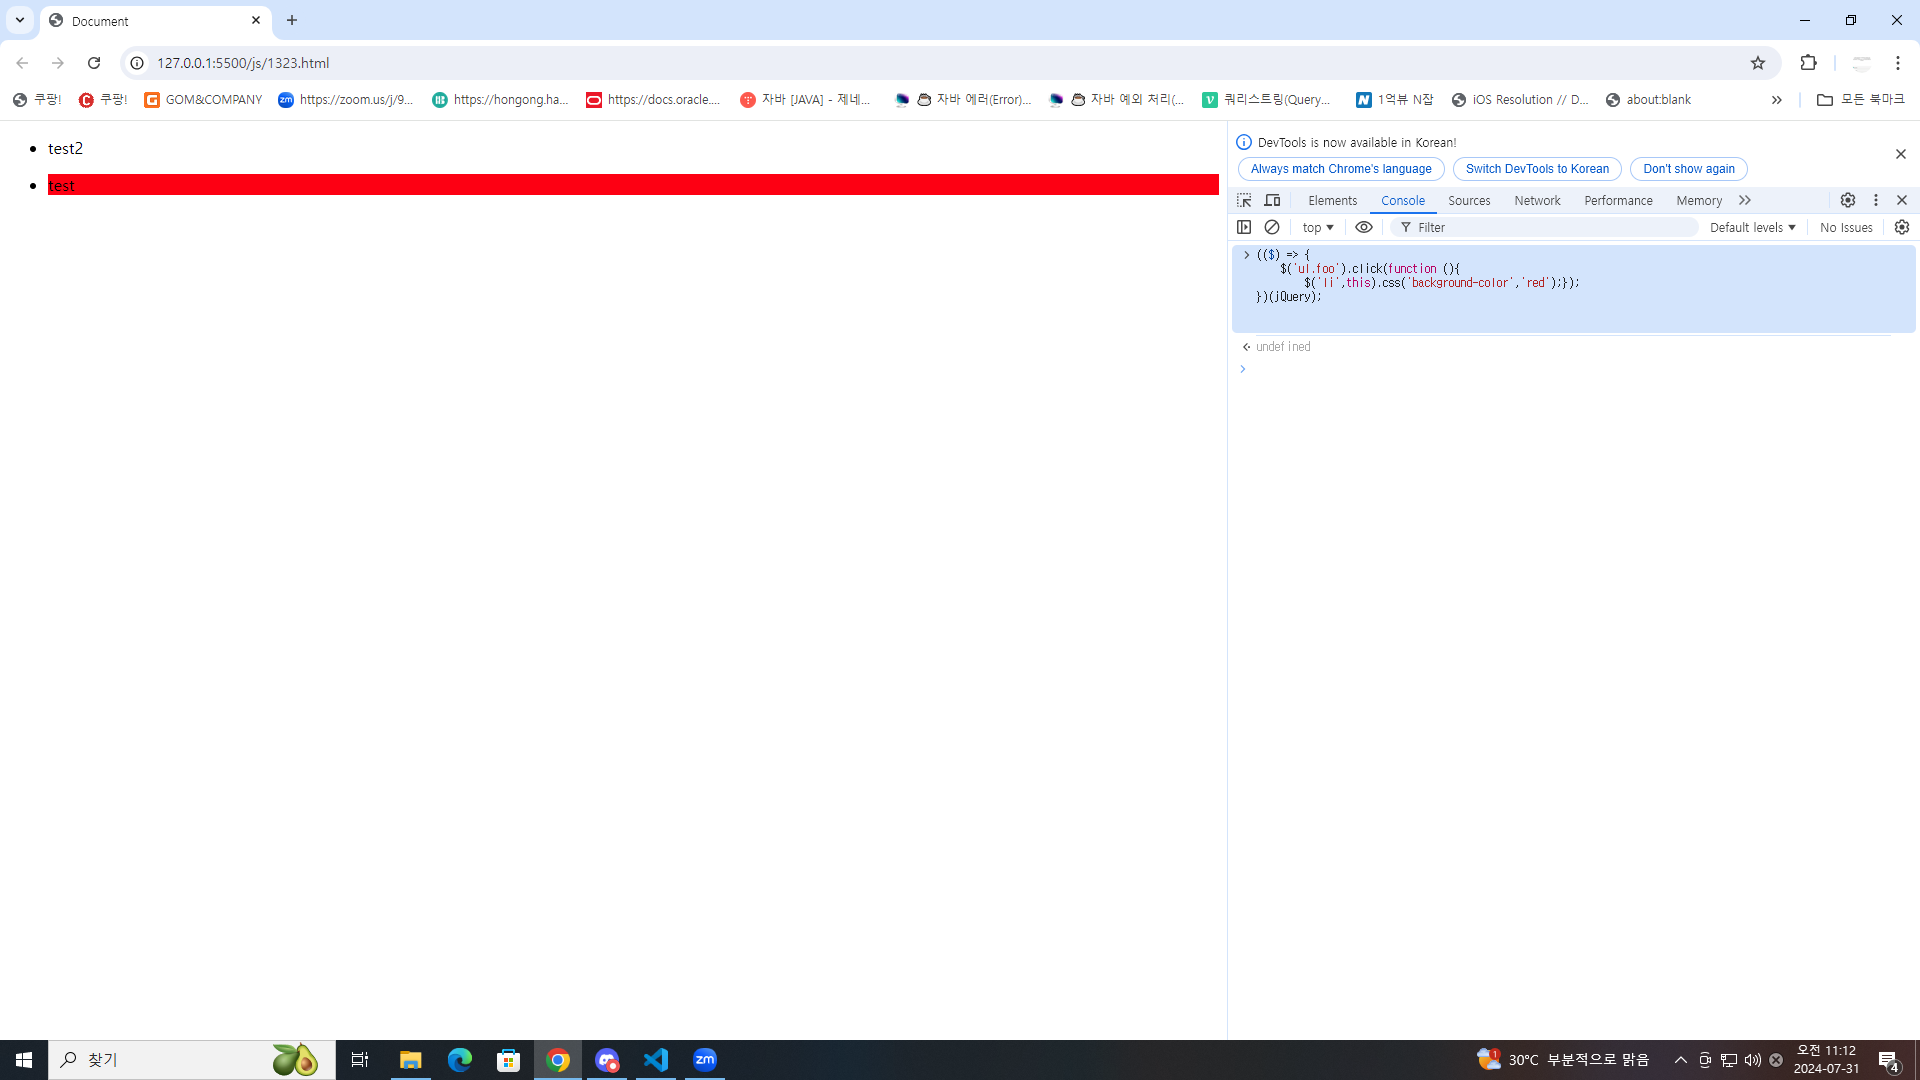 Document
127.0.0.1:5500/js/1323.html
쿠팡! 쿠팡! GOM&COMPANY https://zoom.us/j/9... https://hongong.ha... https://docs.oracle.... 자바 [JAVA] - 제네... 자바 에러(Error)... 자바 예외 처리(... 쿼리스트링(Query... 1억뷰 N잡 iOS Resolution // D... about:blank 모든 북마크
test2
test
DevTools is now available in Korean!
Always match Chrome's language Switch DevTools to Korean Don't show again
Elements Console Sources Network Performance Memory
top Filter Default levels No Issues
(($) => {
$('ul.foo').click(function (){
$('li',this).css('background-color','red');});
})(jQuery);
undefined
찾기 zm 1 30°C 부분적으로 맑음 오전 11:12
2024-07-31 4